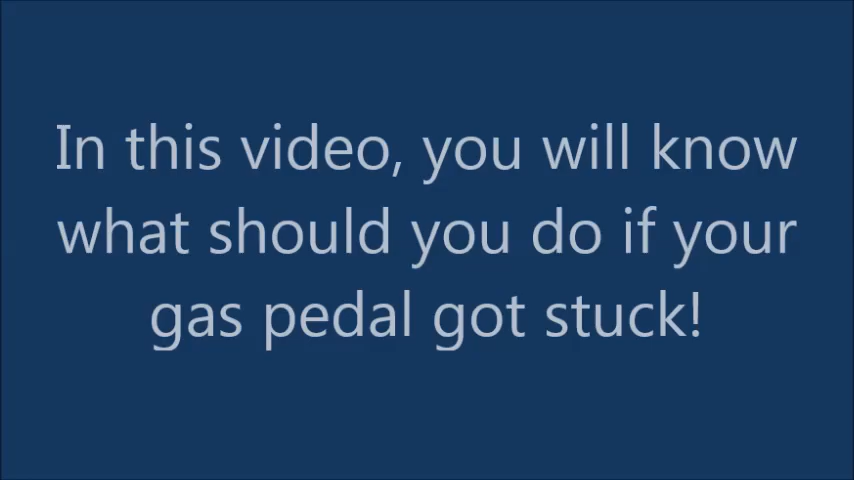 In this video, you will know
what should you do if your
gas pedal got stuck!